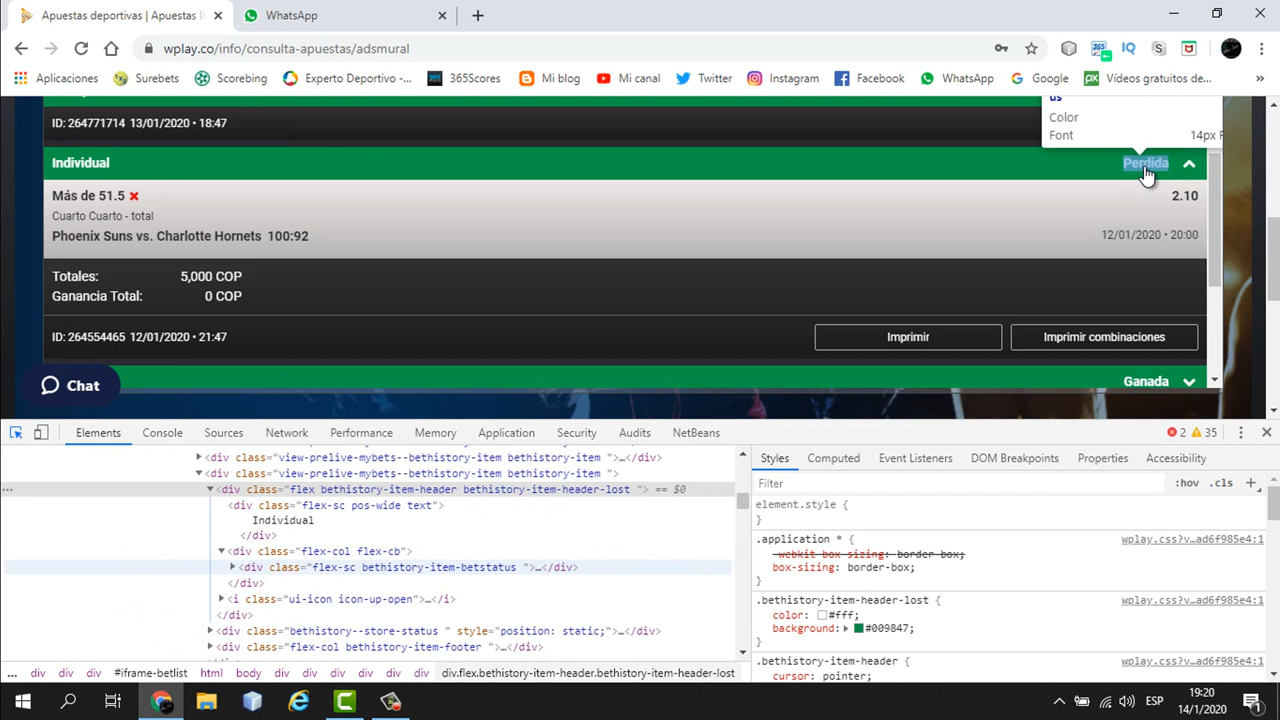 Apuestas deportivas | Apuestas li
WhatsApp
wplay.co/info/consulta-apuestas/adsmural
Aplicaciones
Surebets
Scorebing
Experto Deportivo -...
365Scores
Mi blog
Mi canal
Twitter
Instagram
Facebook
WhatsApp
Google
Vídeos gratuitos de...
»
us
Color
Font 14px
ID: 264771714 13/01/2020 • 18:47
Individual Perdida
Más de 51.5 2.10
Cuarto Cuarto - total
Phoenix Suns vs. Charlotte Hornets 100:92 12/01/2020 • 20:00
Totales: 5,000 COP
Ganancia Total: 0 COP
ID: 264554465 12/01/2020 • 21:47 Imprimir Imprimir combinaciones
Chat Ganada
Elements Console Sources Network Performance Memory Application Security Audits NetBeans 2 35
<div class="view-prelive-mybets--bethistory-item bethistory-item ">…</div>
<div class="view-prelive-mybets--bethistory-item bethistory-item ">
... <div class="flex bethistory-item-header bethistory-item-header-lost "> == $0
<div class="flex-sc pos-wide text">
Individual
</div>
<div class="flex-col flex-cb">
<div class="flex-sc bethistory-item-betstatus ">…</div>
</div>
<i class="ui-icon icon-up-open">…</i>
</div>
<div class="bethistory--store-status " style="position: static;">…</div>
<div class="flex-col bethistory-item-footer ">…</div>
... div div div #iframe-betlist html body div div div div div div.flex.bethistory-item-header.bethistory-item-header-lost
Styles Computed Event Listeners DOM Breakpoints Properties Accessibility
Filter :hov .cls +
element.style {
}
.application * { wplay.css?v…ad6f985e4:1
-webkit-box-sizing: border-box;
box-sizing: border-box;
}
.bethistory-item-header-lost { wplay.css?v…ad6f985e4:1
color: #fff;
background: #009847;
}
.bethistory-item-header { wplay.css?v…ad6f985e4:1
cursor: pointer;
ESP
19:20
14/1/2020
1